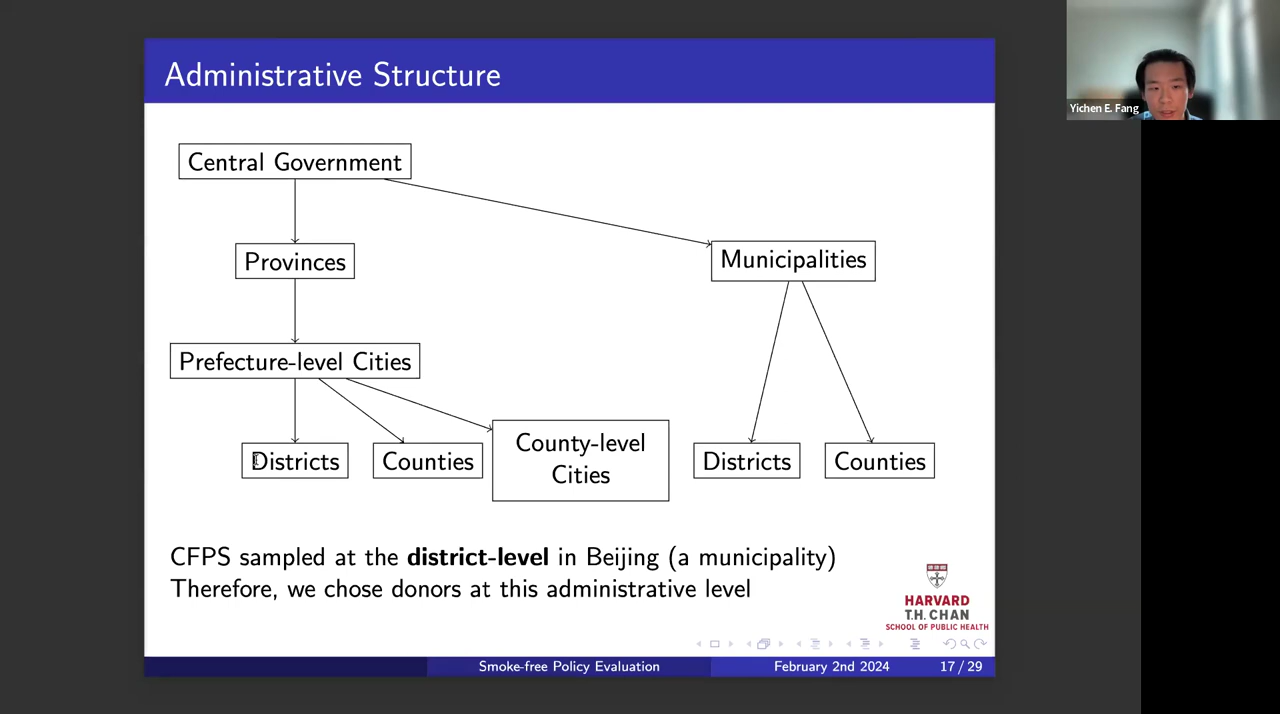 Administrative Structure
Yichen E. Fang
Central Government
Provinces
Municipalities
Prefecture-level Cities
Districts
Counties
County-level
Cities
Districts
Counties
CFPS sampled at the district-level in Beijing (a municipality)
Therefore, we chose donors at this administrative level
HARVARD
T.H. CHAN
SCHOOL OF PUBLIC HEALTH
Smoke-free Policy Evaluation
February 2nd 2024
17 / 29